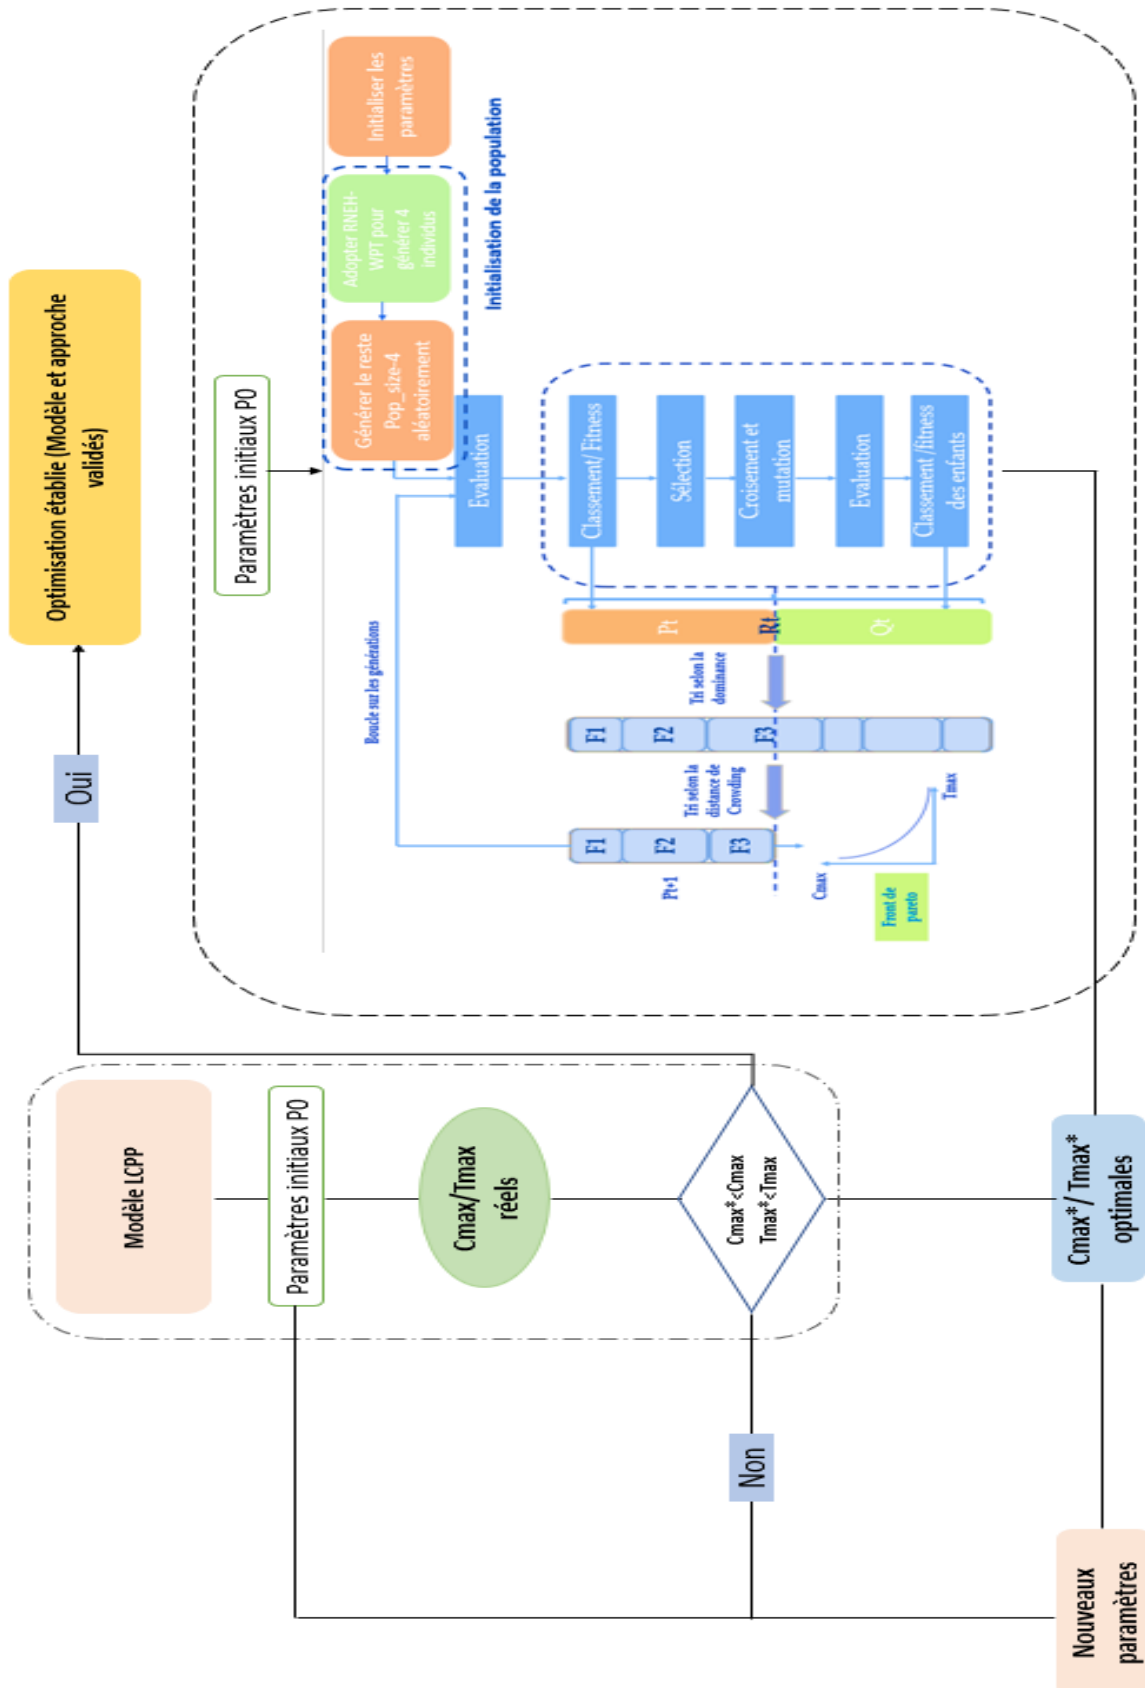 Modèle LCPP
Paramètres initiaux P0
Cmax/Tmax
réels
Cmax*<Cmax
Tmax*<Tmax
Non
Oui
Nouveaux
paramètres
Cmax*/ Tmax*
optimales
Optimisation établie (Modèle et approche
validés)
Paramètres initiaux P0
Initialiser les
paramètres
Adopter RNEH-
WPT pour
générer 4
individus
Générer le reste
Pop_size-4
aléatoirement
Initialisation de la population
Evaluation
Classement/ Fitness
Sélection
Croisement et
mutation
Evaluation
Classement /fitness
des enfants
Boucle sur les générations
Pt
Rt
Qt
Tri selon la
dominance
F1
F2
F3
Tri selon la
distance de
Crowding
F1
F2
F3
Pt+1
Cmax
Tmax
Front de
pareto